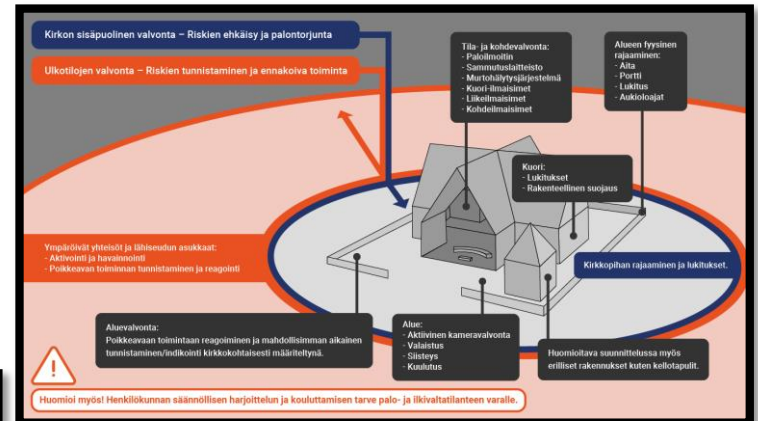 Kirkon sisäpuolinen valvonta – Riskien ehkäisy ja palontorjunta
Ulkotilojen valvonta – Riskien tunnistaminen ja ennakoiva toiminta
Tila- ja kohdevalvonta:
- Paloilmoitin
- Sammutuslaitteisto
- Murtohälytysjärjestelmä
- Kuori-ilmaisimet
- Liikeilmaisimet
- Kohdeilmaisimet
Alueen fyysinen
rajaaminen:
- Aita
- Portti
- Lukitus
- Aukioloajat
Kuori:
- Lukitukset
- Rakenteellinen suojaus
Ympäröivät yhteisöt ja lähiseudun asukkaat:
- Aktivointi ja havainnointi
- Poikkeavan toiminnan tunnistaminen ja reagointi
Kirkkopihan rajaaminen ja lukitukset.
Aluevalvonta:
Poikkeavaan toimintaan reagoiminen ja mahdollisimman aikainen
tunnistaminen/indikointi kirkkokohtaisesti määriteltynä.
Alue:
- Aktiivinen kameravalvonta
- Valaistus
- Siisteys
- Kuulutus
Huomioitava suunnittelussa myös
erilliset rakennukset kuten kellotapulit.
!
Huomioi myös! Henkilökunnan säännöllisen harjoittelun ja kouluttamisen tarve palo- ja ilkivaltatilanteen varalle.